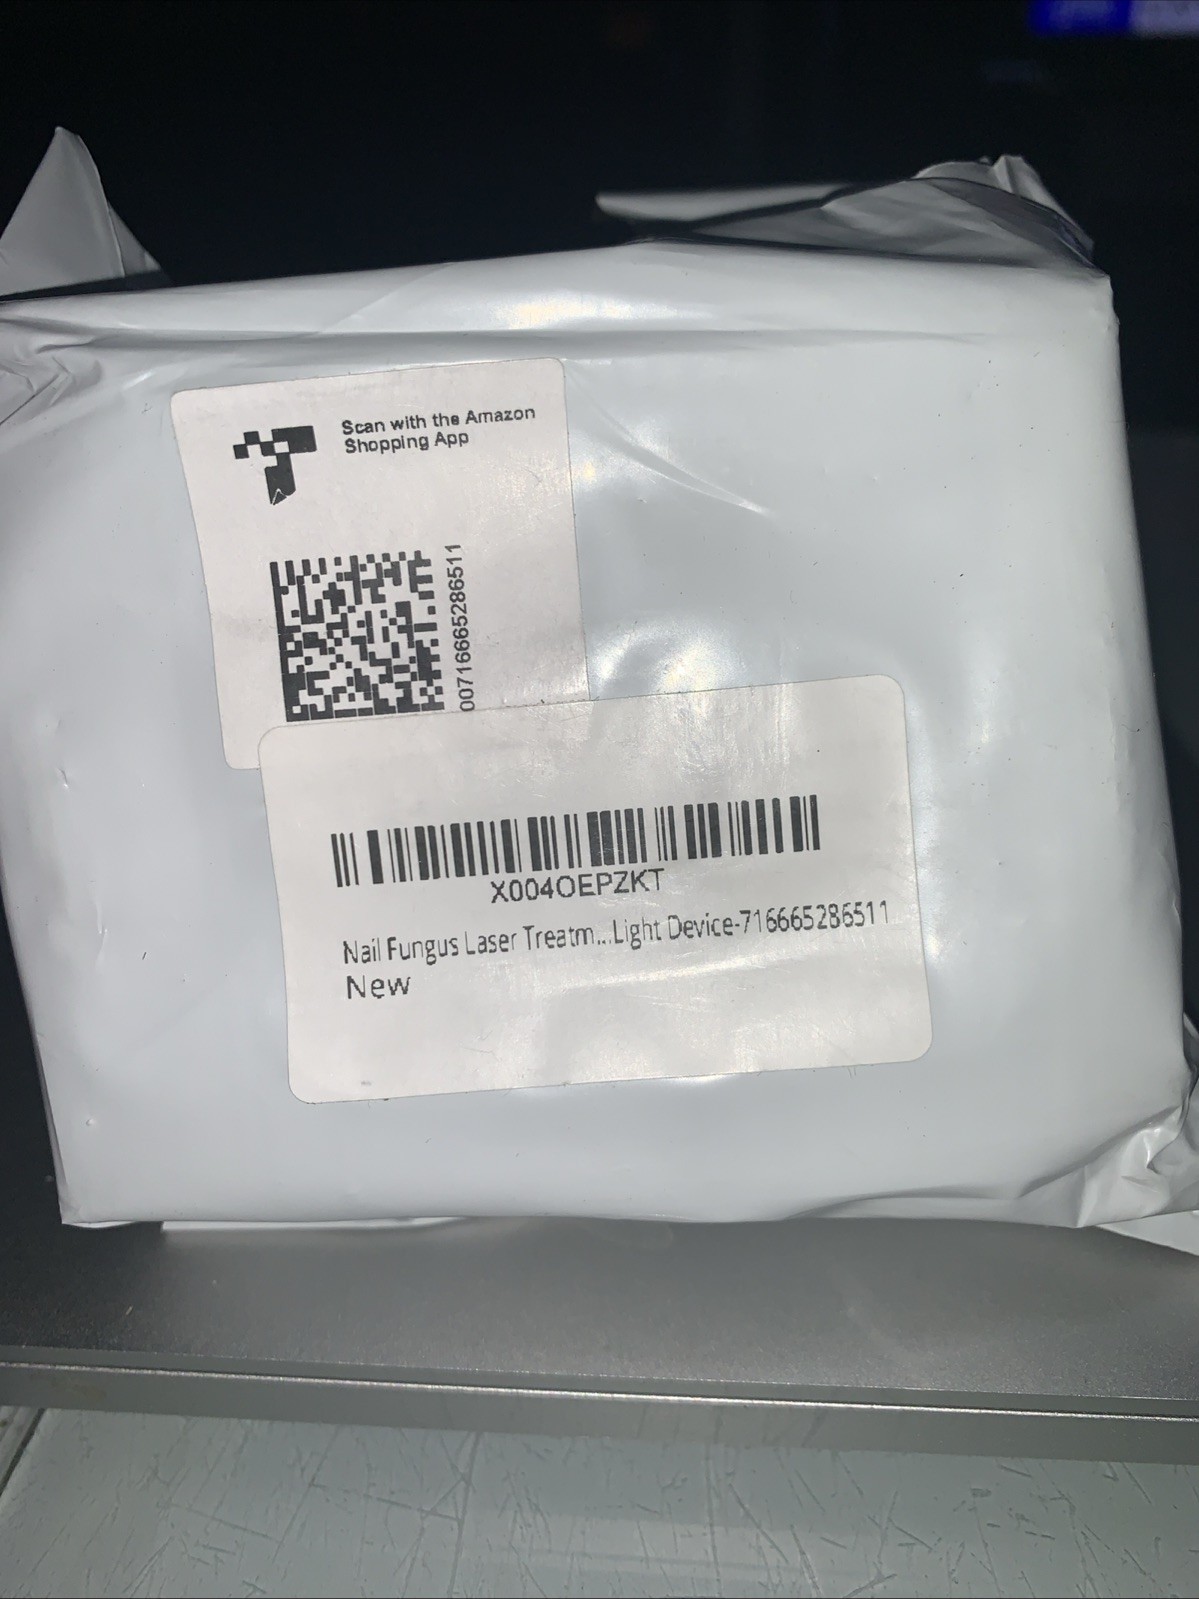 Scan with the Amazon
Shopping App
00716665286511
X004OEPZKT
Nail Fungus Laser Treatm...Light Device-716665286511
New